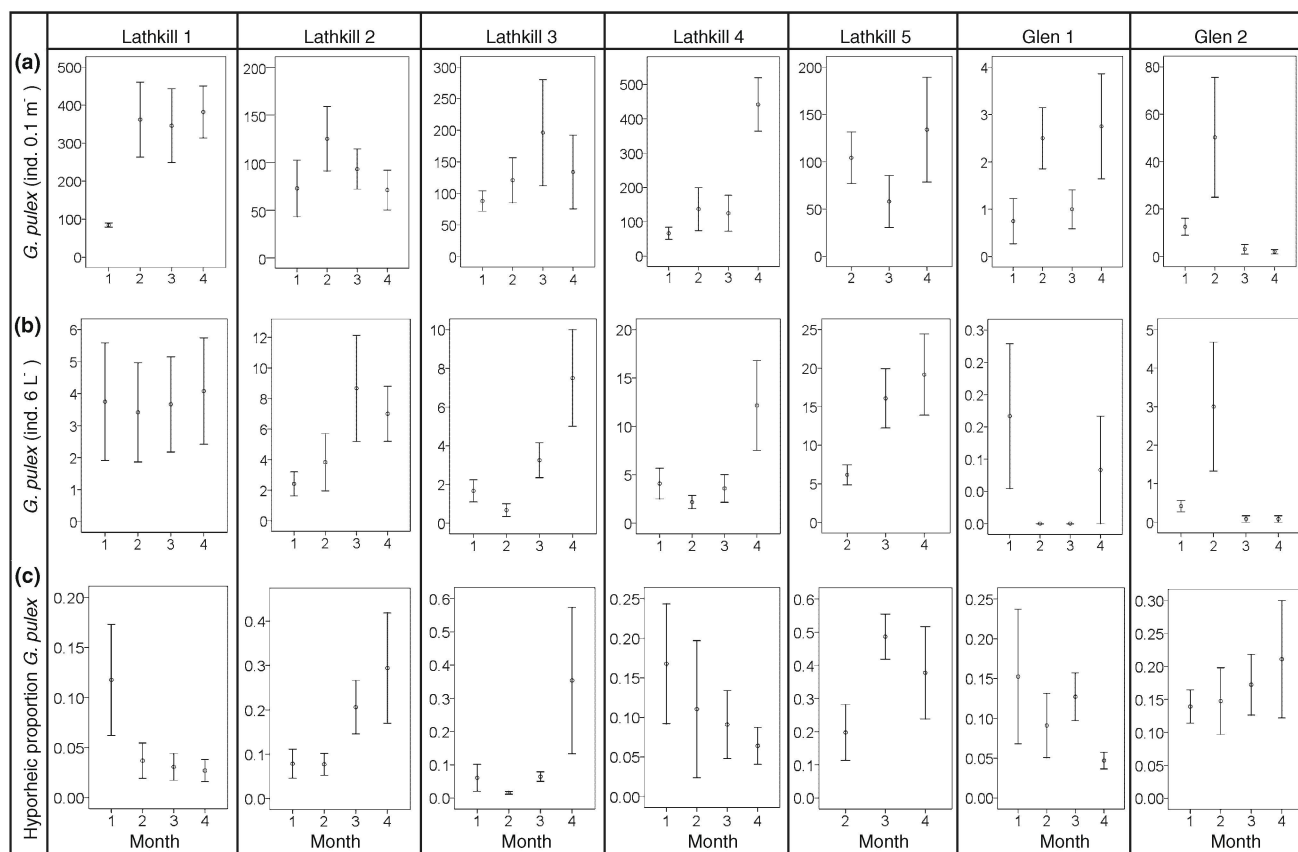 Lathkill 1 Lathkill 2 Lathkill 3 Lathkill 4 Lathkill 5 Glen 1 Glen 2
(a)
G. pulex (ind. 0.1 m⁻)
500 400 300 200 100 0
1 2 3 4
200 150 100 50 0
1 2 3 4
300 250 200 150 100 50 0
1 2 3 4
500 400 300 200 100 0
1 2 3 4
200 150 100 50 0
2 3 4
4 3 2 1 0
1 2 3 4
80 60 40 20 0
1 2 3 4
(b)
G. pulex (ind. 6 L⁻)
6 5 4 3 2 1 0
1 2 3 4
12 10 8 6 4 2 0
1 2 3 4
10 8 6 4 2 0
1 2 3 4
20 15 10 5 0
1 2 3 4
25 20 15 10 5 0
2 3 4
0.3 0.2 0.2 0.1 0.1 0.0 0.0
1 2 3 4
5 4 3 2 1 0
1 2 3 4
(c)
Hyporheic proportion G. pulex
0.20 0.15 0.10 0.05 0.00
1 2 3 4
0.4 0.3 0.2 0.1 0.0
1 2 3 4
0.6 0.5 0.4 0.3 0.2 0.1 0.0
1 2 3 4
0.25 0.20 0.15 0.10 0.05 0.00
1 2 3 4
0.6 0.5 0.4 0.3 0.2 0.1 0.0
2 3 4
0.25 0.20 0.15 0.10 0.05 0.00
1 2 3 4
0.30 0.25 0.20 0.15 0.10 0.05 0.00
1 2 3 4
Month Month Month Month Month Month Month